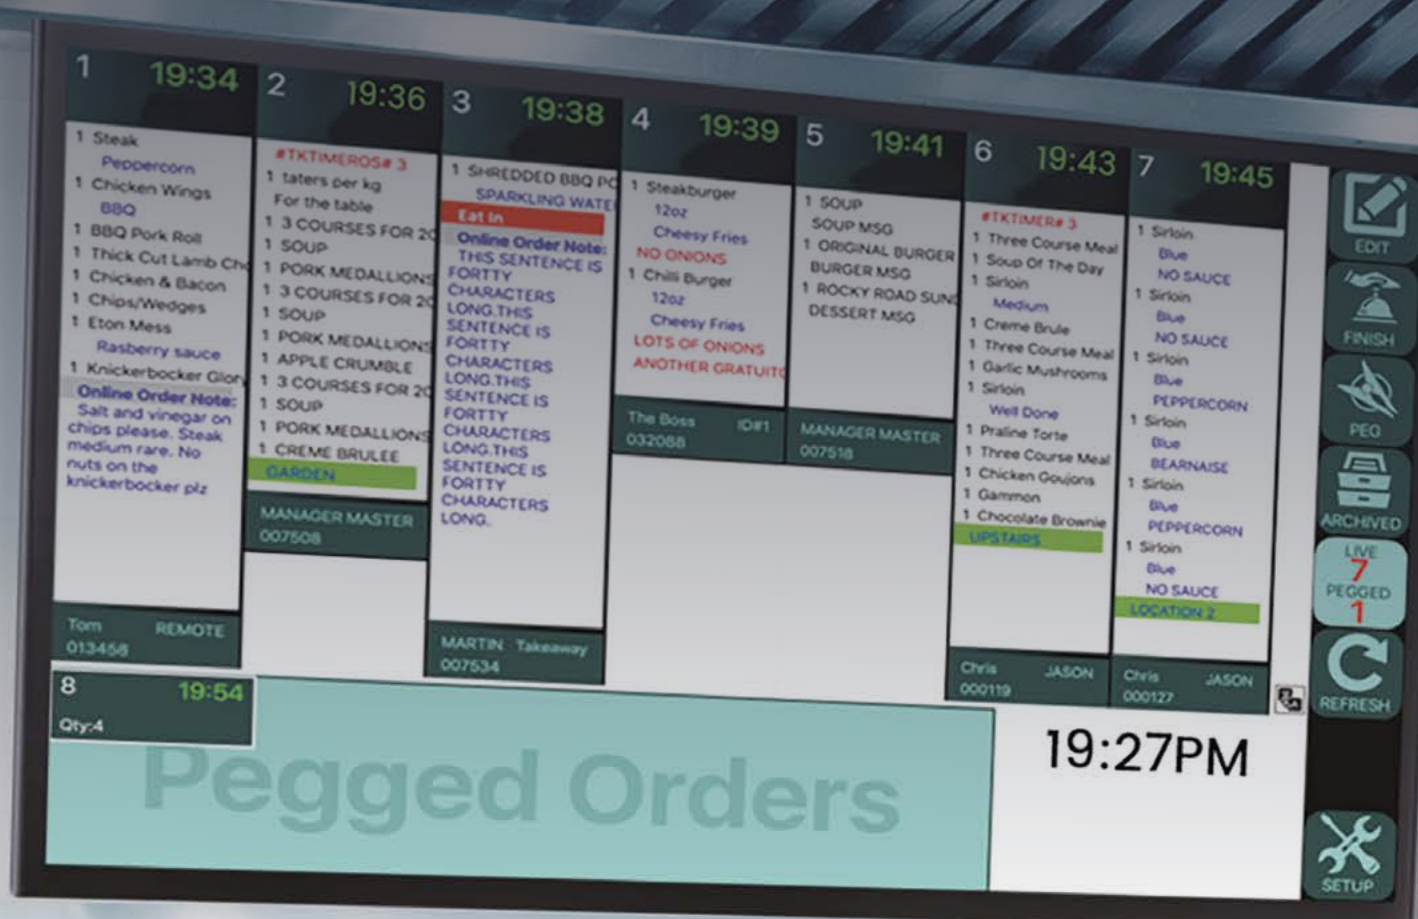 1 19:34
1 Steak
Peppercorn
1 Chicken Wings
BBQ
1 BBQ Pork Roll
1 Thick Cut Lamb Cho
1 Chicken & Bacon
1 Chips/Wedges
1 Eton Mess
Rasberry sauce
1 Knickerbocker Glory
Online Order Note:
Salt and vinegar on
chips please. Steak
medium rare. No
nuts on the
knickerbocker plz
Tom REMOTE
013458
2 19:36
#TKTIMEROS# 3
1 taters per kg
For the table
1 3 COURSES FOR 20
1 SOUP
1 PORK MEDALLIONS
1 3 COURSES FOR 20
1 SOUP
1 PORK MEDALLIONS
1 APPLE CRUMBLE
1 3 COURSES FOR 20
1 SOUP
1 PORK MEDALLIONS
1 CREME BRULEE
GARDEN
MANAGER MASTER
007508
3 19:38
1 SHREDDED BBQ PO
SPARKLING WATE
Eat In
Online Order Note:
THIS SENTENCE IS
FORTTY
CHARACTERS
LONG.THIS
SENTENCE IS
FORTTY
CHARACTERS
LONG.THIS
SENTENCE IS
FORTTY
CHARACTERS
LONG.THIS
SENTENCE IS
FORTTY
CHARACTERS
LONG.
MARTIN Takeaway
007534
4 19:39
1 Steakburger
12oz
Cheesy Fries
NO ONIONS
1 Chilli Burger
12oz
Cheesy Fries
LOTS OF ONIONS
ANOTHER GRATUITO
The Boss ID#1
032088
5 19:41
1 SOUP
SOUP MSG
1 ORIGINAL BURGER
BURGER MSG
1 ROCKY ROAD SUND
DESSERT MSG
MANAGER MASTER
007518
6 19:43
#TKTIMER# 3
1 Three Course Meal
1 Soup Of The Day
1 Sirloin
Medium
1 Creme Brule
1 Three Course Meal
1 Garlic Mushrooms
1 Sirloin
Well Done
1 Praline Torte
1 Three Course Meal
1 Chicken Goujons
1 Gammon
1 Chocolate Brownie
UPSTAIRS
Chris JASON
000119
7 19:45
1 Sirloin
Blue
NO SAUCE
1 Sirloin
Blue
NO SAUCE
1 Sirloin
Blue
PEPPERCORN
1 Sirloin
Blue
BEARNAISE
1 Sirloin
Blue
PEPPERCORN
1 Sirloin
Blue
NO SAUCE
LOCATION 2
Chris JASON
000127
EDIT
FINISH
PEG
ARCHIVED
LIVE
7
PEGGED
1
REFRESH
SETUP
8 19:54
Qty:4
Pegged Orders
19:27PM